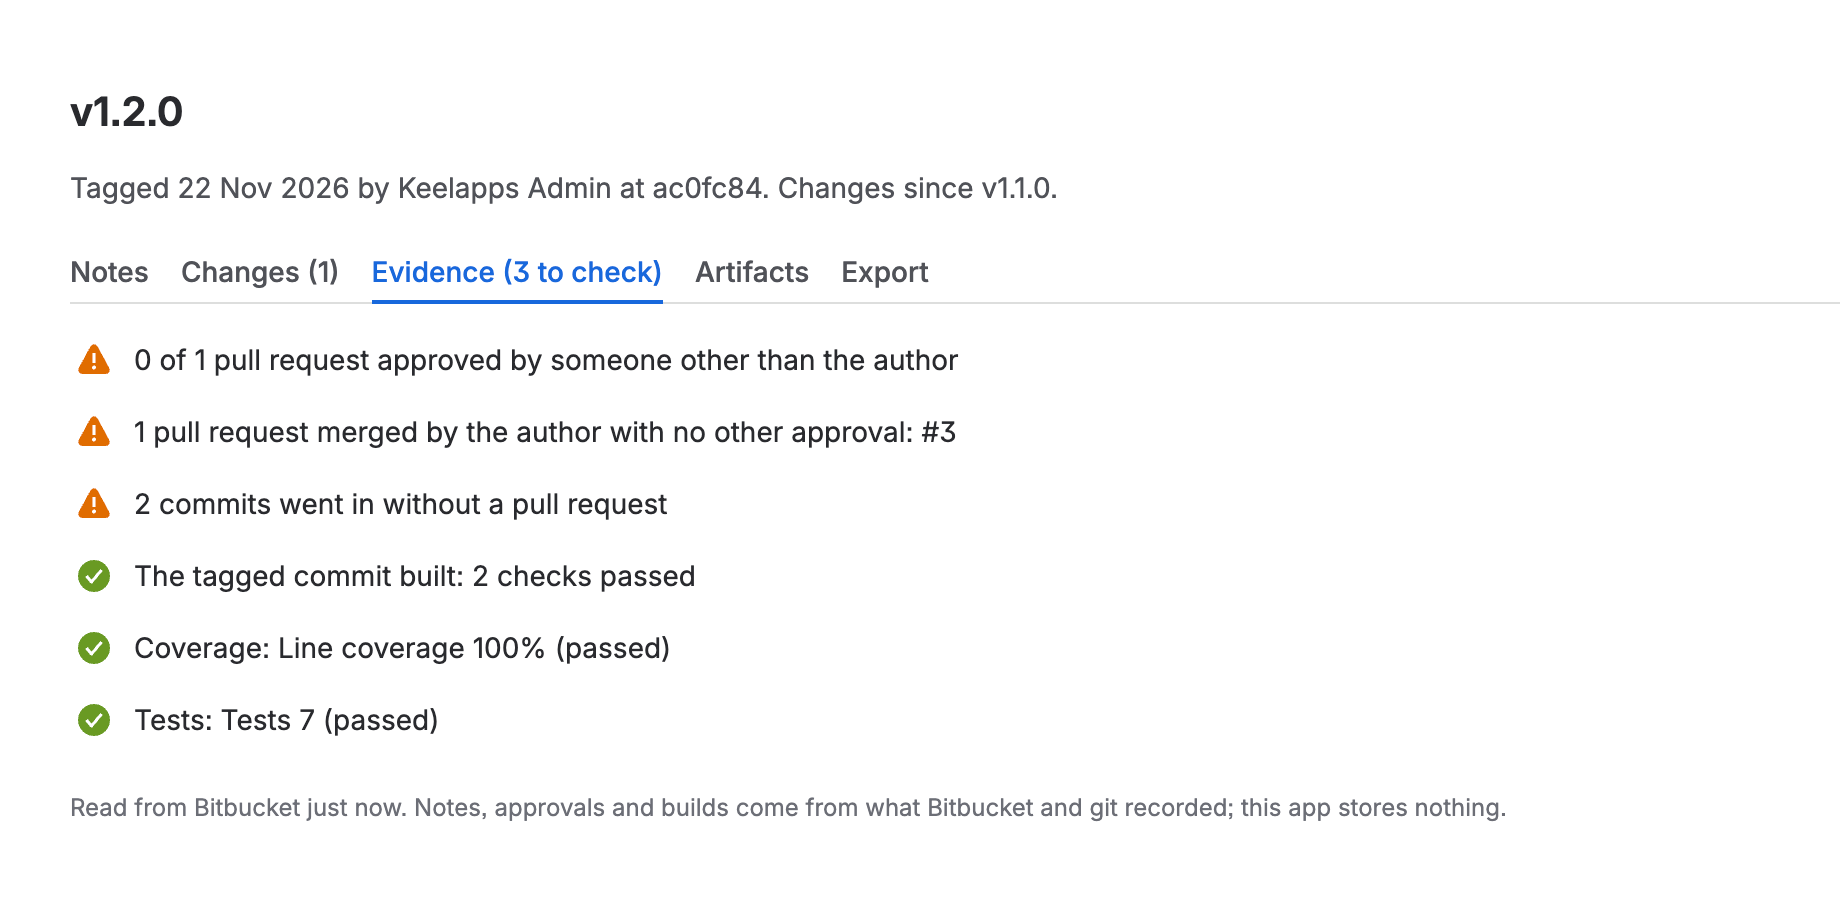 v1.2.0
Tagged 22 Nov 2026 by Keelapps Admin at ac0fc84. Changes since v1.1.0.
Notes Changes (1) Evidence (3 to check) Artifacts Export
0 of 1 pull request approved by someone other than the author
1 pull request merged by the author with no other approval: #3
2 commits went in without a pull request
The tagged commit built: 2 checks passed
Coverage: Line coverage 100% (passed)
Tests: Tests 7 (passed)
Read from Bitbucket just now. Notes, approvals and builds come from what Bitbucket and git recorded; this app stores nothing.